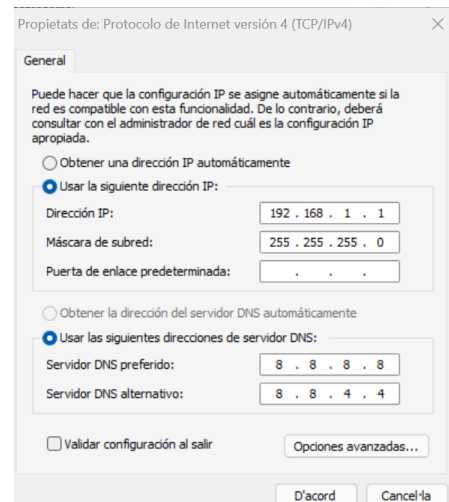 Propietats de: Protocolo de Internet versión 4 (TCP/IPv4)
General
Puede hacer que la configuración IP se asigne automáticamente si la
red es compatible con esta funcionalidad. De lo contrario, deberá
consultar con el administrador de red cuál es la configuración IP
apropiada.
Obtener una dirección IP automáticamente
Usar la siguiente dirección IP:
Dirección IP: 192 . 168 . 1 . 1
Máscara de subred: 255 . 255 . 255 . 0
Puerta de enlace predeterminada: . . .
Obtener la dirección del servidor DNS automáticamente
Usar las siguientes direcciones de servidor DNS:
Servidor DNS preferido: 8 . 8 . 8 . 8
Servidor DNS alternativo: 8 . 8 . 4 . 4
Validar configuración al salir Opciones avanzadas...
D'acord Cancel·la